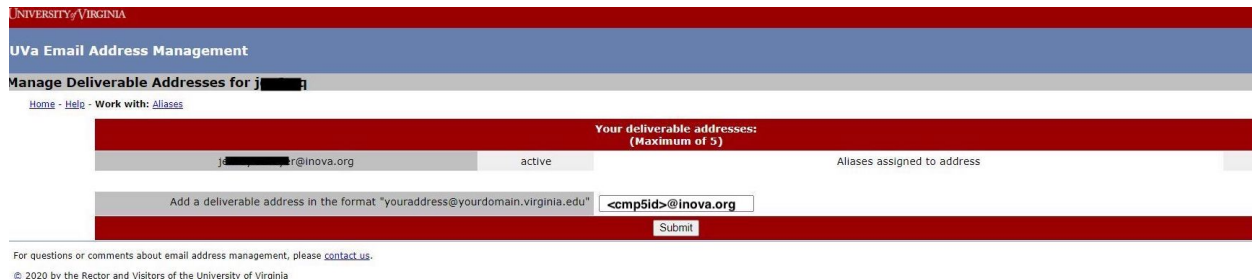 UNIVERSITY of VIRGINIA
UVa Email Address Management
Manage Deliverable Addresses for
Home - Help - Work with: Aliases
Your deliverable addresses:
(Maximum of 5)
@inova.org active Aliases assigned to address
Add a deliverable address in the format "youraddress@yourdomain.virginia.edu" <cmp5id>@inova.org
Submit
For questions or comments about email address management, please contact us.
© 2020 by the Rector and Visitors of the University of Virginia